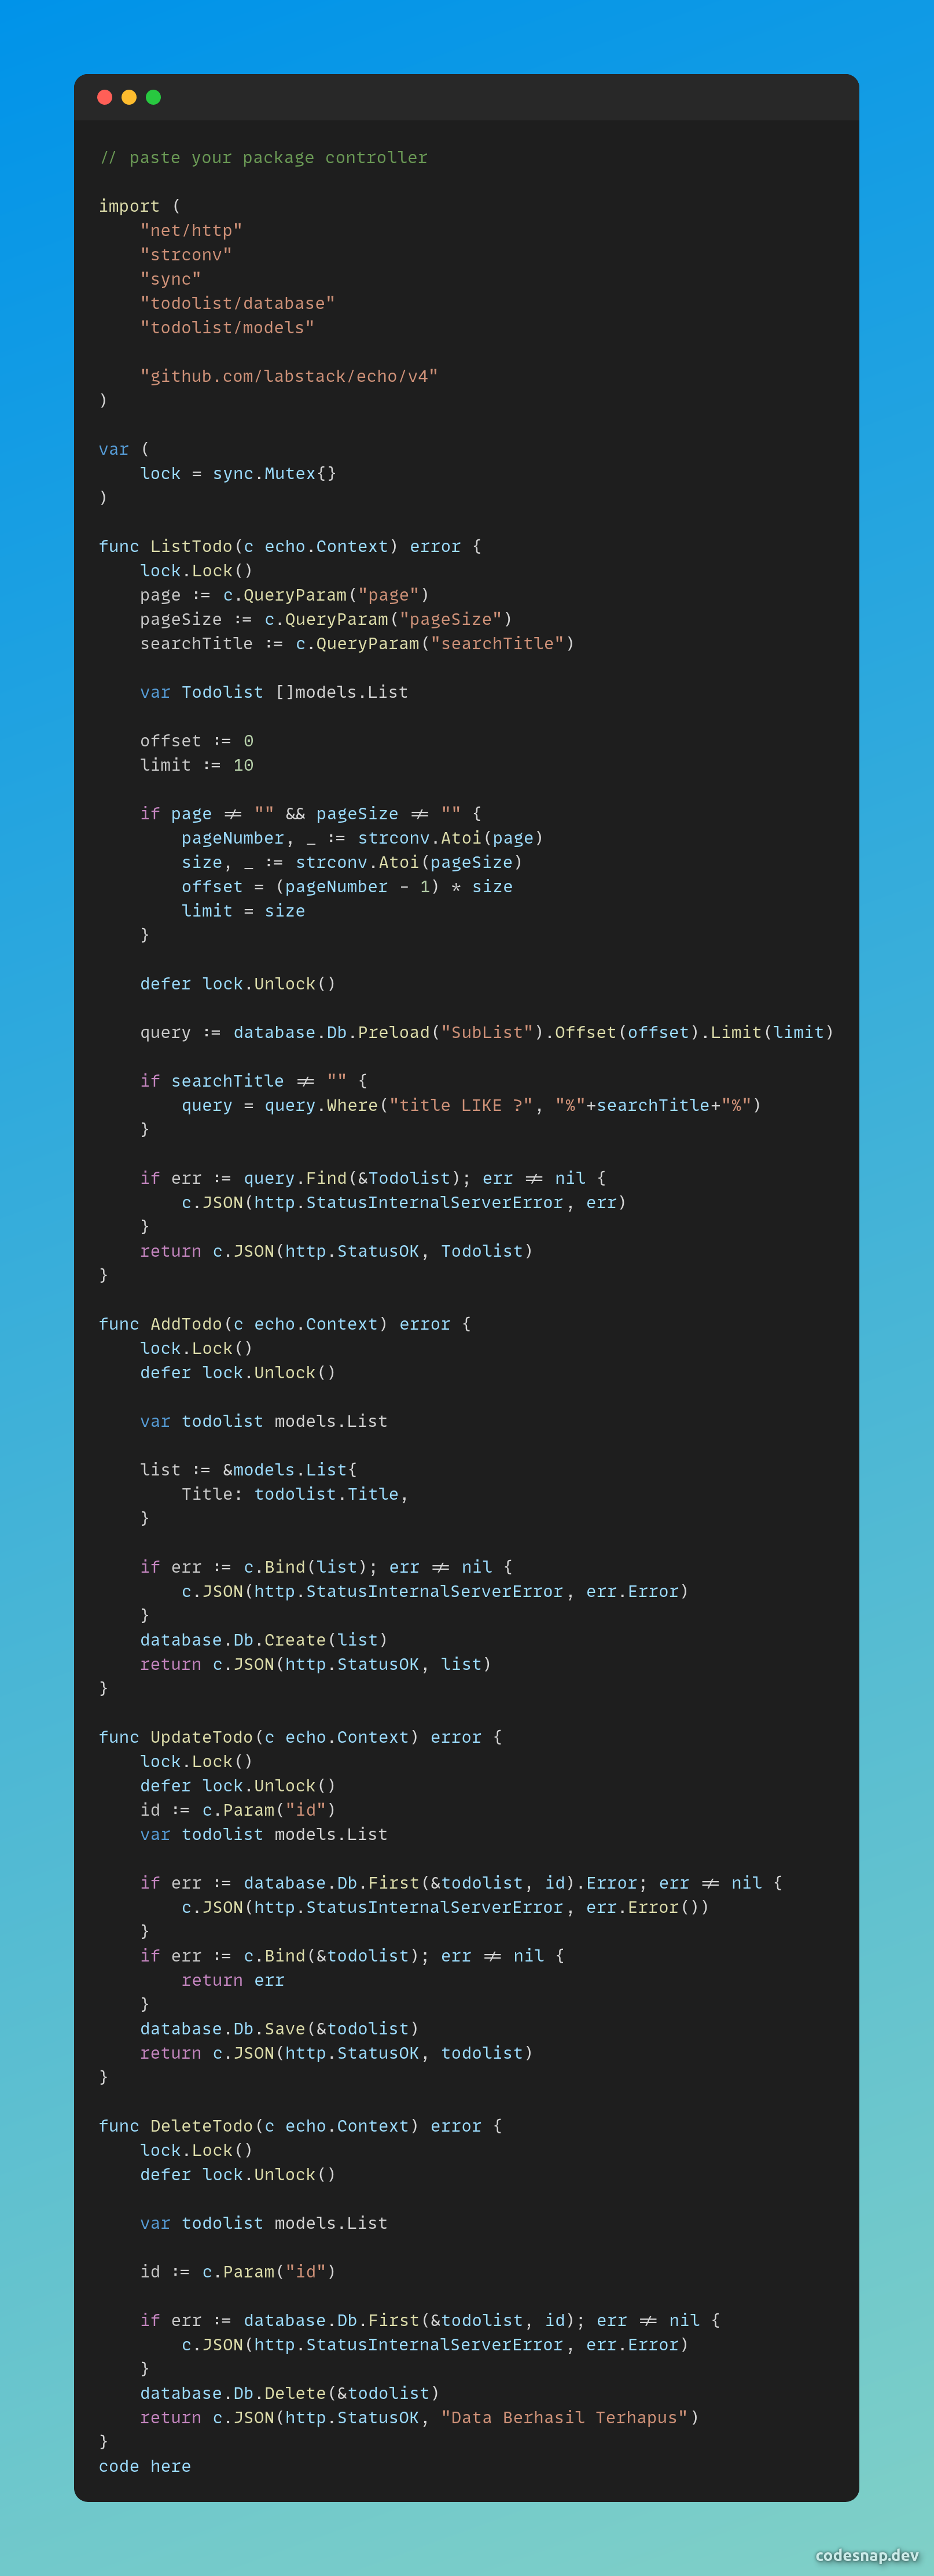 // paste your package controller

import (
    "net/http"
    "strconv"
    "sync"
    "todolist/database"
    "todolist/models"

    "github.com/labstack/echo/v4"
)

var (
    lock = sync.Mutex{}
)

func ListTodo(c echo.Context) error {
    lock.Lock()
    page := c.QueryParam("page")
    pageSize := c.QueryParam("pageSize")
    searchTitle := c.QueryParam("searchTitle")

    var Todolist []models.List

    offset := 0
    limit := 10

    if page != "" && pageSize != "" {
        pageNumber, _ := strconv.Atoi(page)
        size, _ := strconv.Atoi(pageSize)
        offset = (pageNumber - 1) * size
        limit = size
    }

    defer lock.Unlock()

    query := database.Db.Preload("SubList").Offset(offset).Limit(limit)

    if searchTitle != "" {
        query = query.Where("title LIKE ?", "%"+searchTitle+"%")
    }

    if err := query.Find(&Todolist); err != nil {
        c.JSON(http.StatusInternalServerError, err)
    }
    return c.JSON(http.StatusOK, Todolist)
}

func AddTodo(c echo.Context) error {
    lock.Lock()
    defer lock.Unlock()

    var todolist models.List

    list := &models.List{
        Title: todolist.Title,
    }

    if err := c.Bind(list); err != nil {
        c.JSON(http.StatusInternalServerError, err.Error)
    }
    database.Db.Create(list)
    return c.JSON(http.StatusOK, list)
}

func UpdateTodo(c echo.Context) error {
    lock.Lock()
    defer lock.Unlock()
    id := c.Param("id")
    var todolist models.List

    if err := database.Db.First(&todolist, id).Error; err != nil {
        c.JSON(http.StatusInternalServerError, err.Error())
    }
    if err := c.Bind(&todolist); err != nil {
        return err
    }
    database.Db.Save(&todolist)
    return c.JSON(http.StatusOK, todolist)
}

func DeleteTodo(c echo.Context) error {
    lock.Lock()
    defer lock.Unlock()

    var todolist models.List

    id := c.Param("id")

    if err := database.Db.First(&todolist, id); err != nil {
        c.JSON(http.StatusInternalServerError, err.Error)
    }
    database.Db.Delete(&todolist)
    return c.JSON(http.StatusOK, "Data Berhasil Terhapus")
}
code here
codesnap.dev